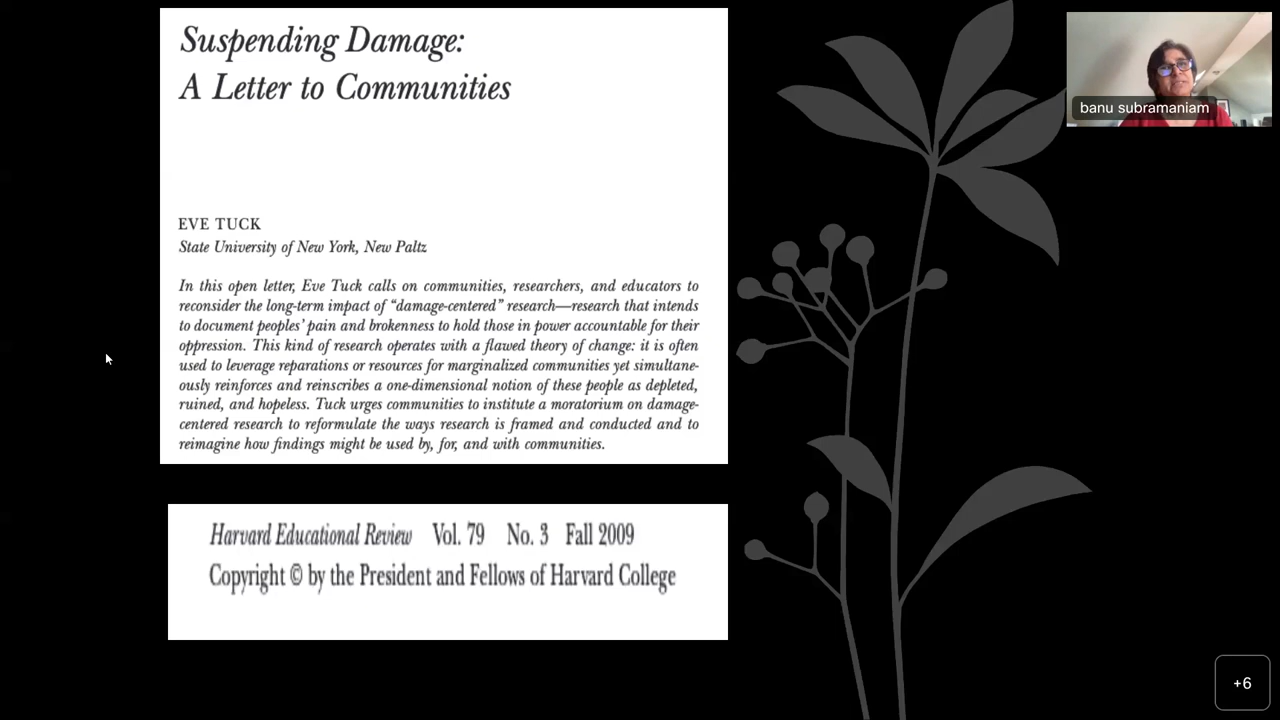 Suspending Damage:
A Letter to Communities
EVE TUCK
State University of New York, New Paltz
In this open letter, Eve Tuck calls on communities, researchers, and educators to
reconsider the long-term impact of “damage-centered” research—research that intends
to document peoples’ pain and brokenness to hold those in power accountable for their
oppression. This kind of research operates with a flawed theory of change: it is often
used to leverage reparations or resources for marginalized communities yet simultane-
ously reinforces and reinscribes a one-dimensional notion of these people as depleted,
ruined, and hopeless. Tuck urges communities to institute a moratorium on damage-
centered research to reformulate the ways research is framed and conducted and to
reimagine how findings might be used by, for, and with communities.
Harvard Educational Review Vol. 79 No. 3 Fall 2009
Copyright © by the President and Fellows of Harvard College
banu subramaniam
+6